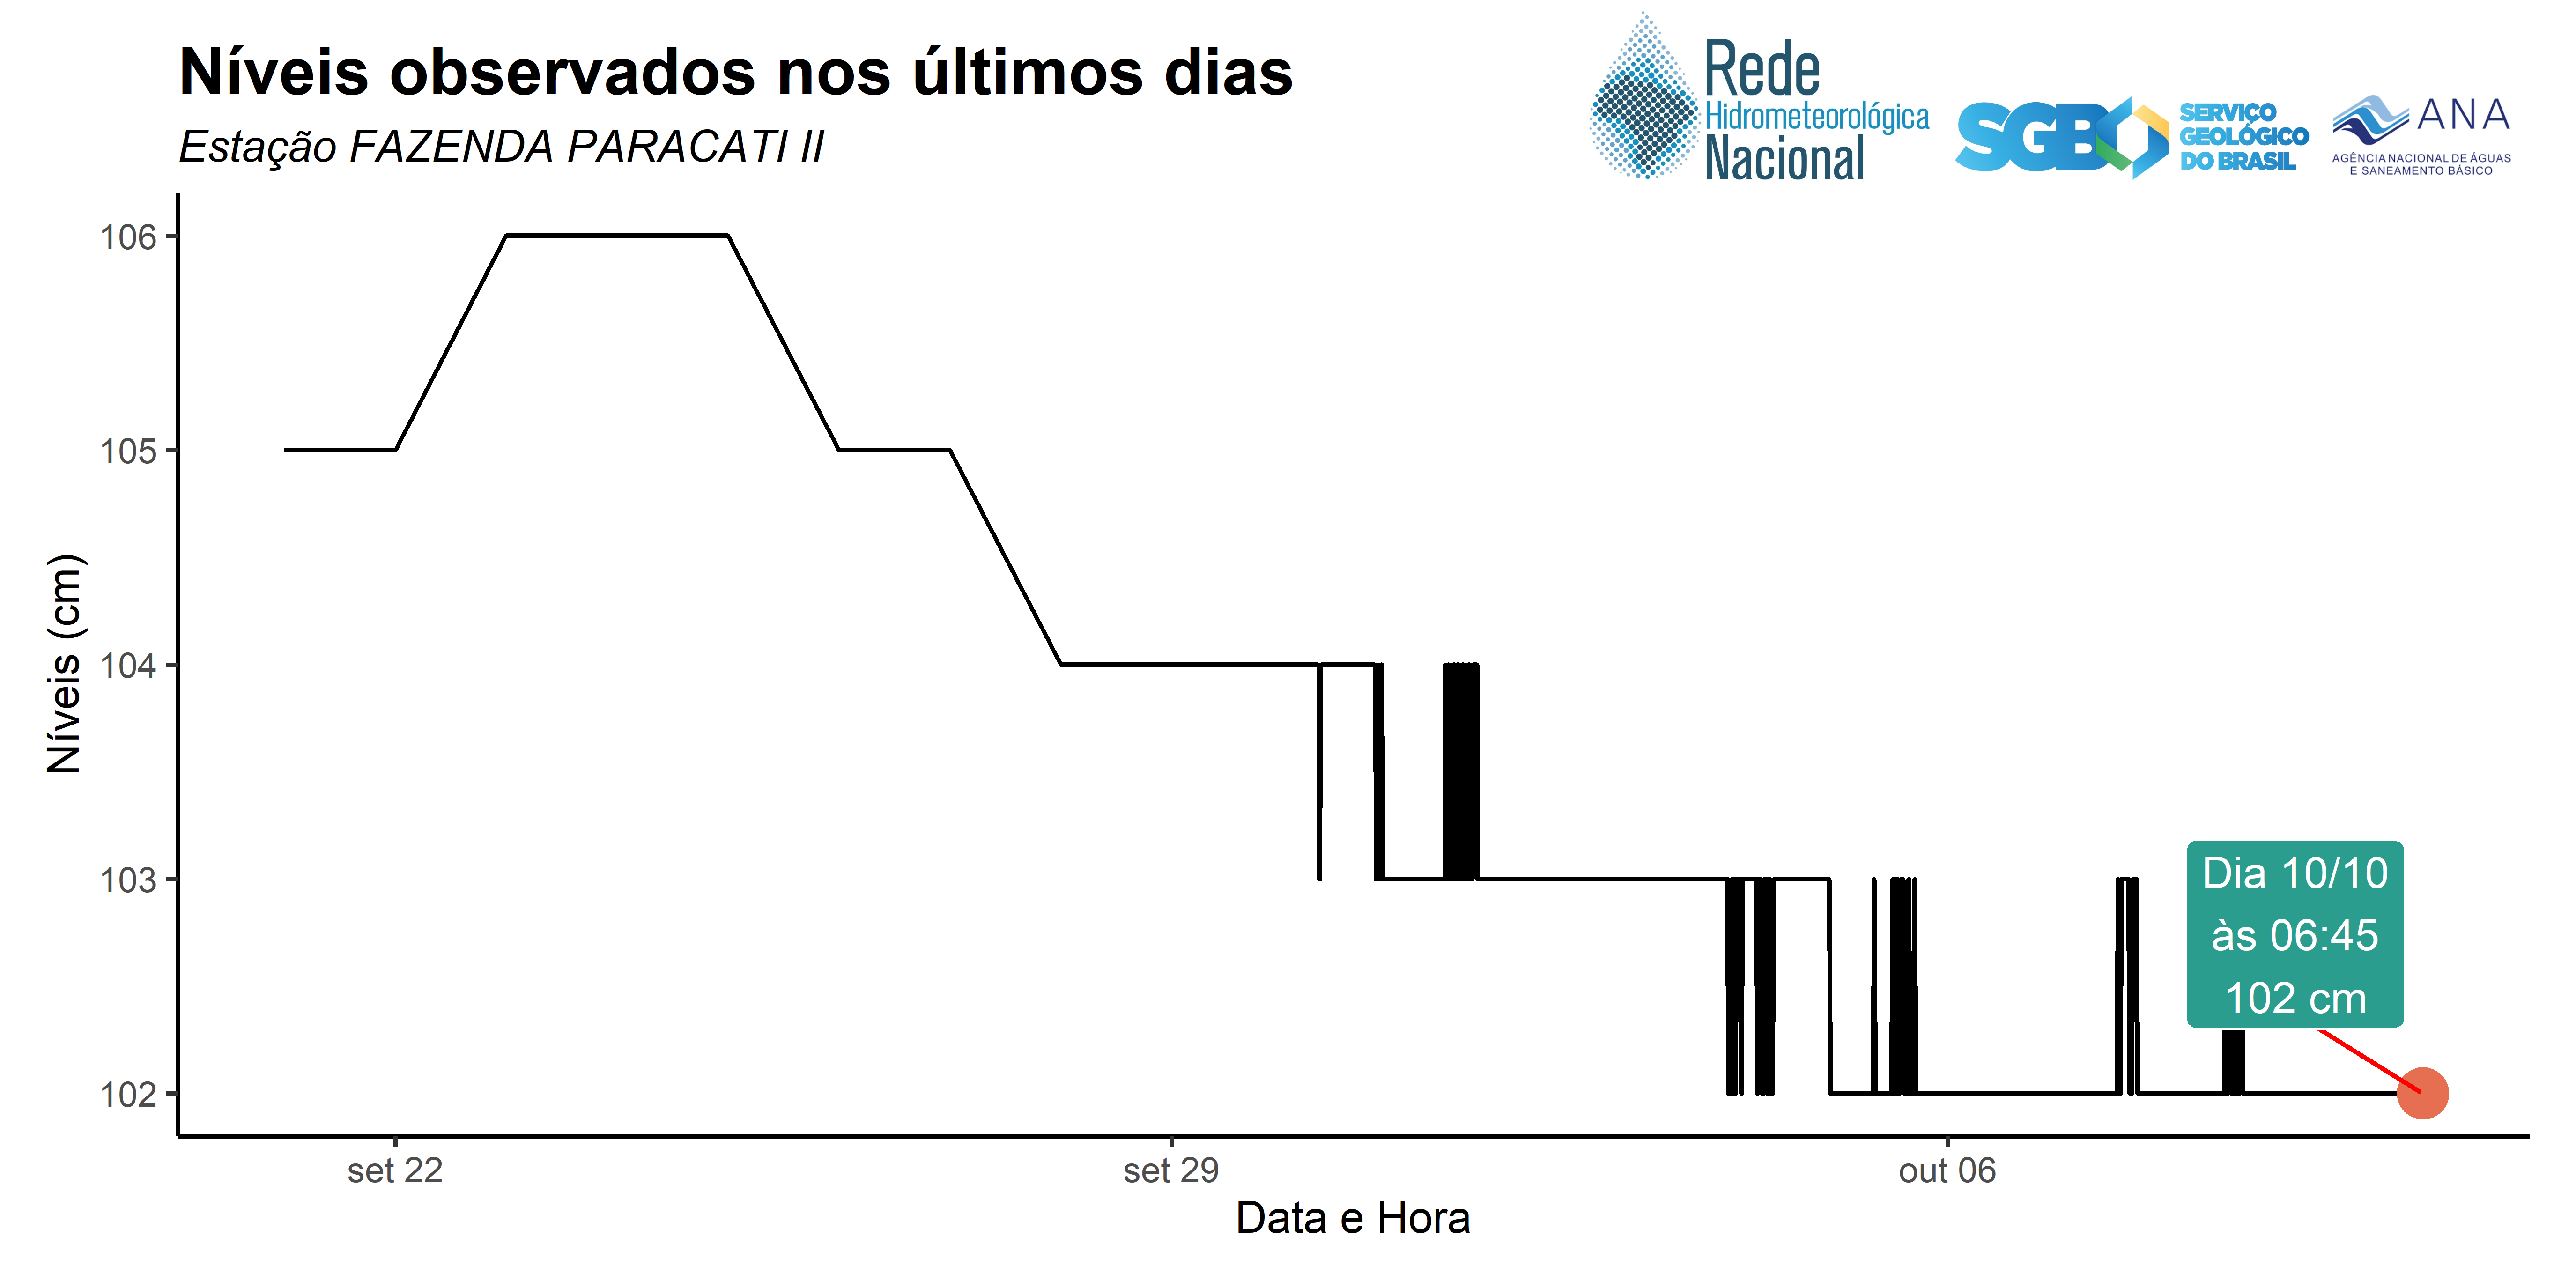 Níveis observados nos últimos dias
Estação FAZENDA PARACATI II
Rede
Hidrometeorológica
Nacional
SGB
SERVIÇO
GEOLÓGICO
DO BRASIL
ANA
AGÊNCIA NACIONAL DE ÁGUAS
E SANEAMENTO BÁSICO
Níveis (cm)
106
105
104
103
102
Dia 10/10
às 06:45
102 cm
set 22
set 29
out 06
Data e Hora